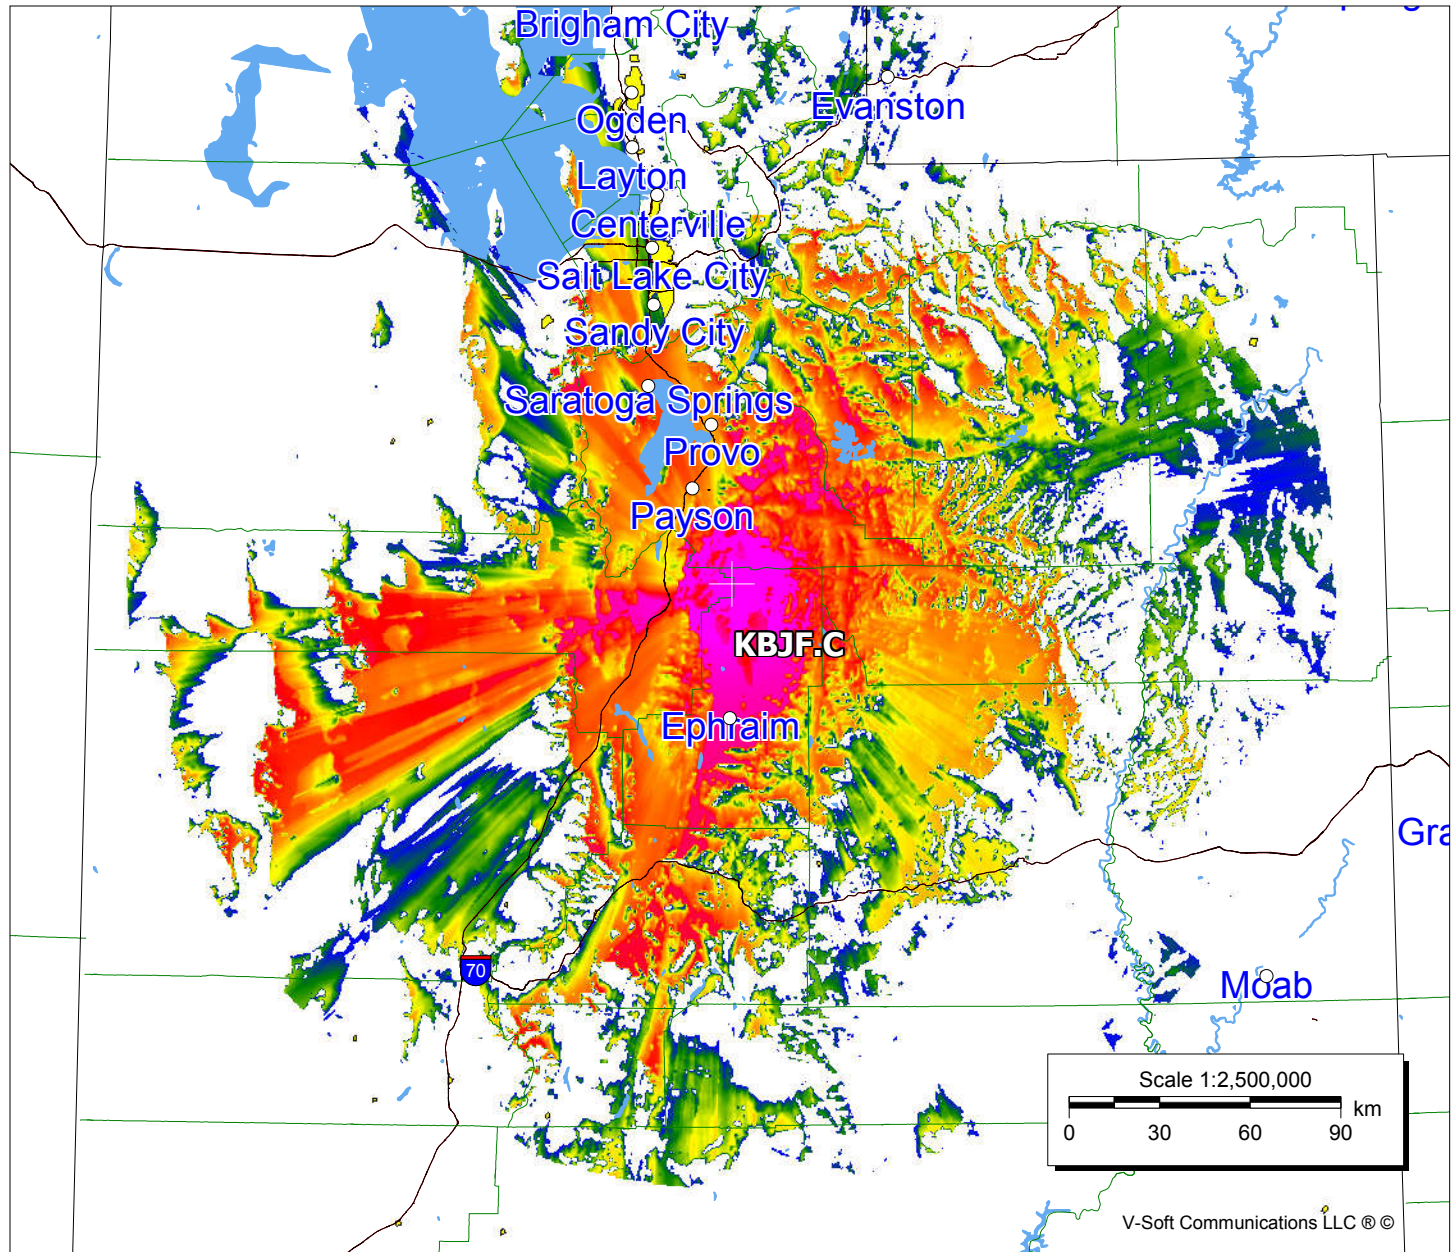 Brigham City
Evanston
Ogden
Layton
Centerville
Salt Lake City
Sandy City
Saratoga Springs
Provo
Payson
KBJF.C
Ephraim
Gra
70
Moab
Scale 1:2,500,000
km
0 30 60 90
V-Soft Communications LLC ® ©